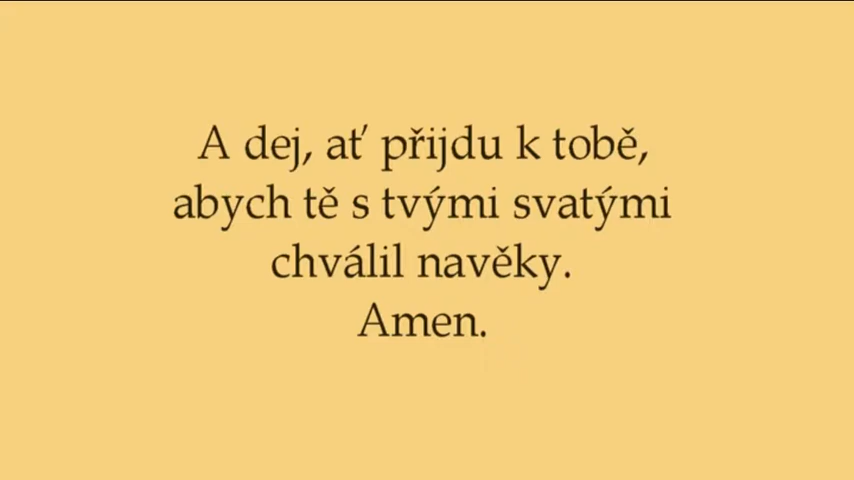 A dej, ať přijdu k tobě,
abych tě s tvými svatými
chválil navěky.
Amen.